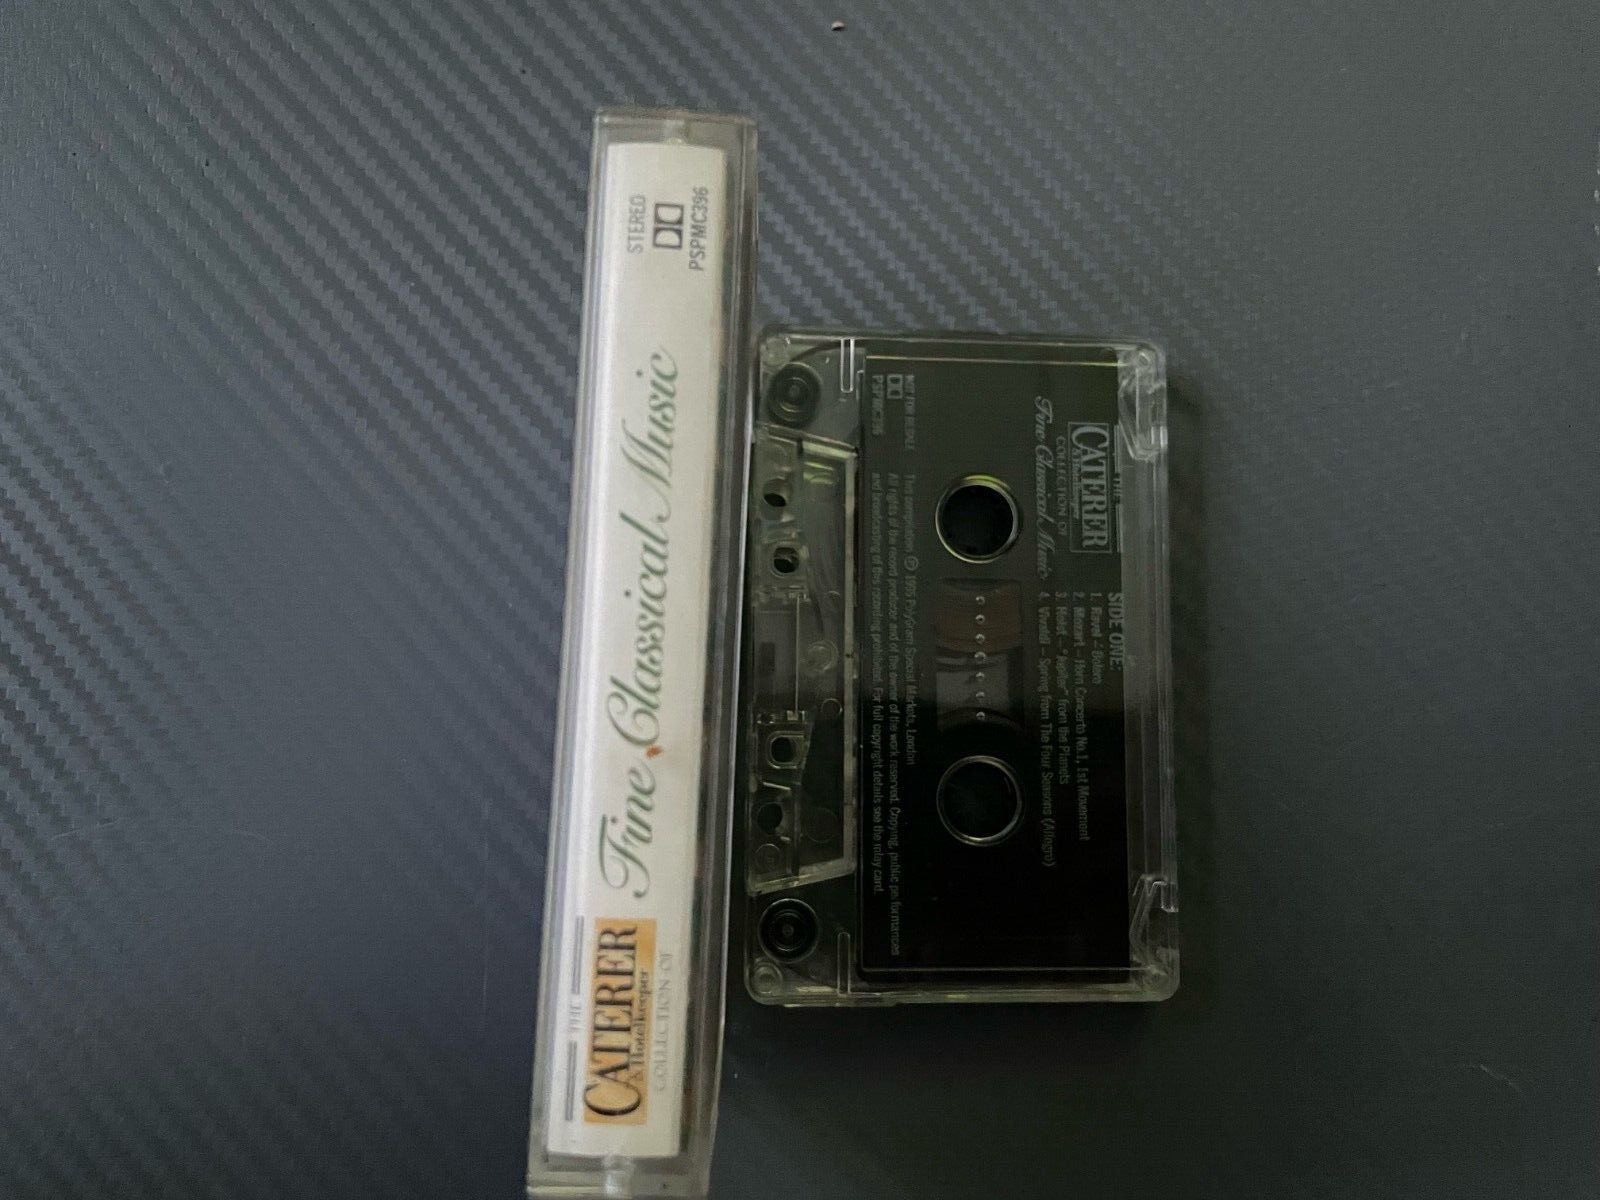 THE
CATERER
& Hotelkeeper
COLLECTION OF
Fine Classical Music
STEREO
PSPMC396
THE
CATERER
& Hotelkeeper
COLLECTION OF
Fine Classical Music
SIDE ONE:
1. Ravel – Bolero
2. Mozart – Horn Concerto No.1, 1st Movement
3. Holst – "Jupiter" from the Planets
4. Vivaldi – Spring from The Four Seasons (Allegro)
NOT FOR RESALE
PSPMC396
This compilation ℗ 1995 PolyGram Special Markets, London
All rights of the record producer and of the owner of the work reserved. Copying, public performances
and broadcasting of this recording prohibited. For full copyright details see the inlay card.